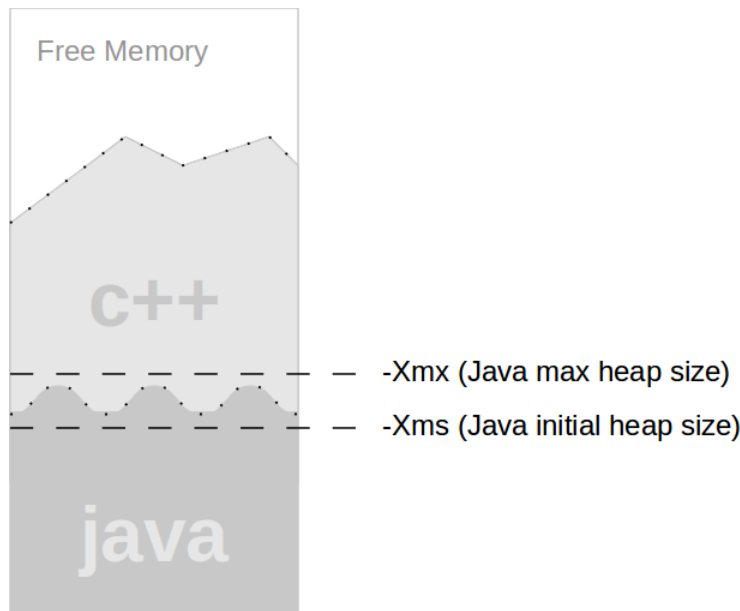 Free Memory
c++
-Xmx (Java max heap size)
-Xms (Java initial heap size)
java